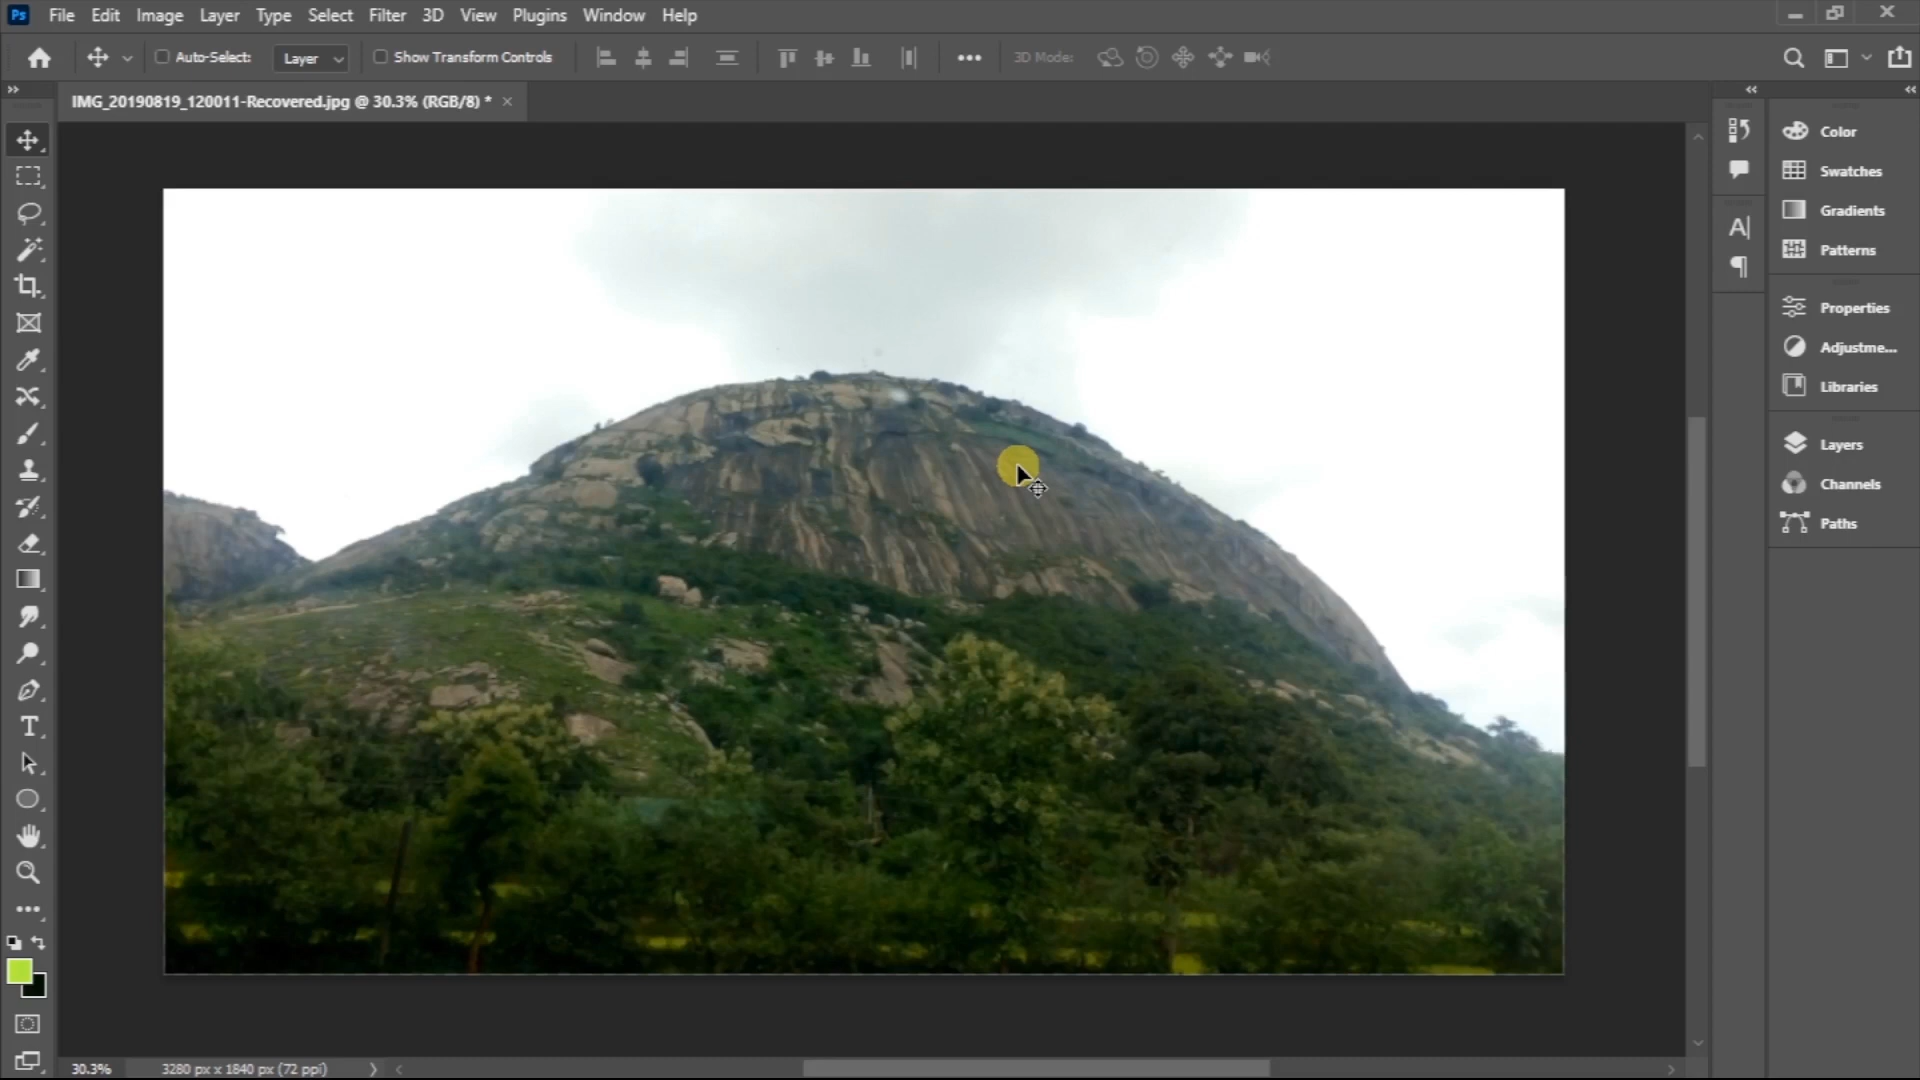 Ps File Edit Image Layer Type Select Filter 3D View Plugins Window Help
Auto-Select: Layer Show Transform Controls 3D Mode:
IMG_20190819_120011-Recovered.jpg @ 30.3% (RGB/8) *
Color
Swatches
Gradients
Patterns
Properties
Adjustme...
Libraries
Layers
Channels
Paths
30.3% 3280 px x 1840 px (72 ppi)